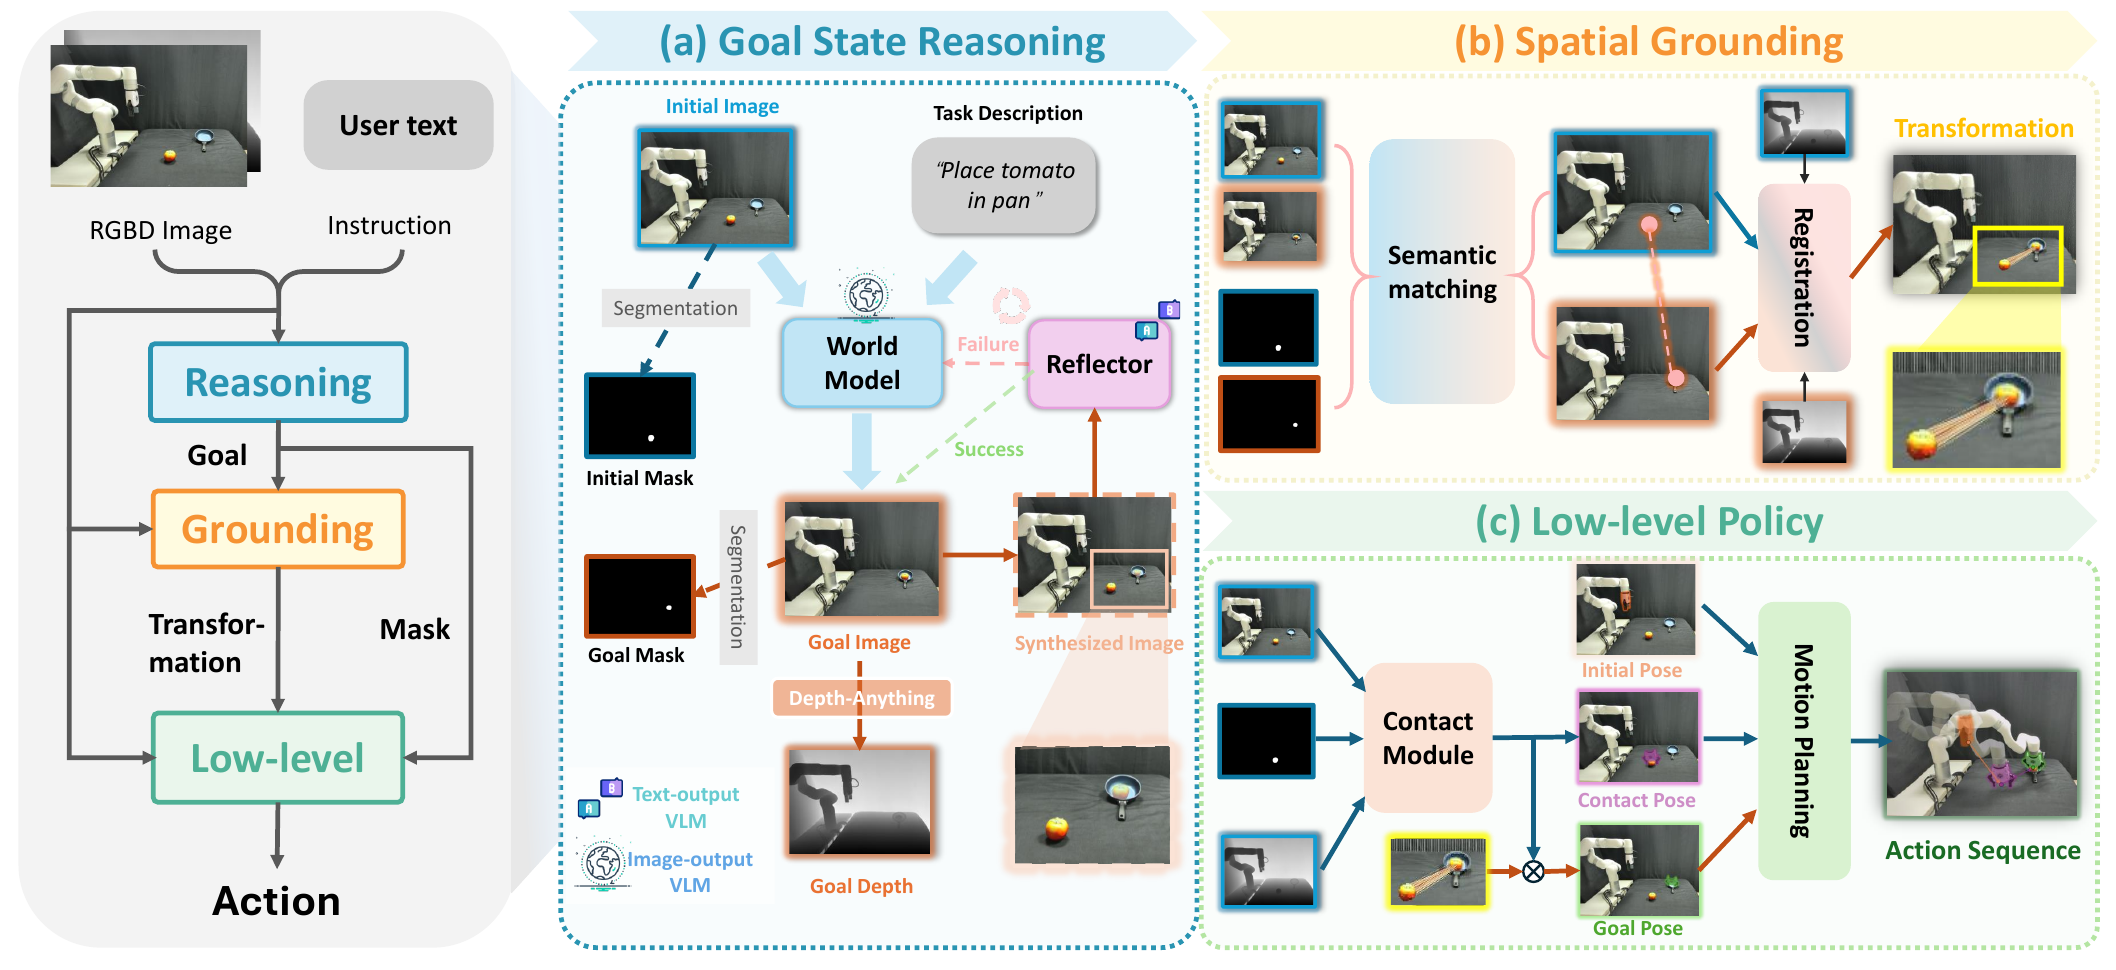 User text
RGBD Image
Instruction
Reasoning
Goal
Grounding
Transfor-
mation
Mask
Low-level
Action
(a) Goal State Reasoning
Initial Image
Task Description
“Place tomato
in pan ”
Segmentation
World
Model
Failure
Reflector
A
B
Success
Initial Mask
Segmentation
Goal Mask
Goal Image
Synthesized Image
Depth-Anything
Goal Depth
A
B
Text-output
VLM
Image-output
VLM
(b) Spatial Grounding
Semantic
matching
Registration
Transformation
(c) Low-level Policy
Contact
Module
Initial Pose
Contact Pose
Goal Pose
Motion Planning
Action Sequence